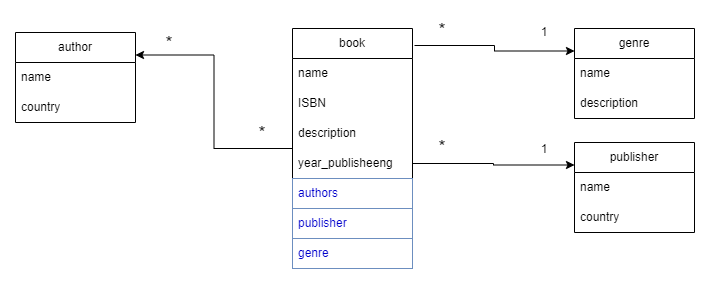 author
name
country
*
*
book
name
ISBN
description
year_publisheeng
authors
publisher
genre
*
1
genre
name
description
*
1
publisher
name
country